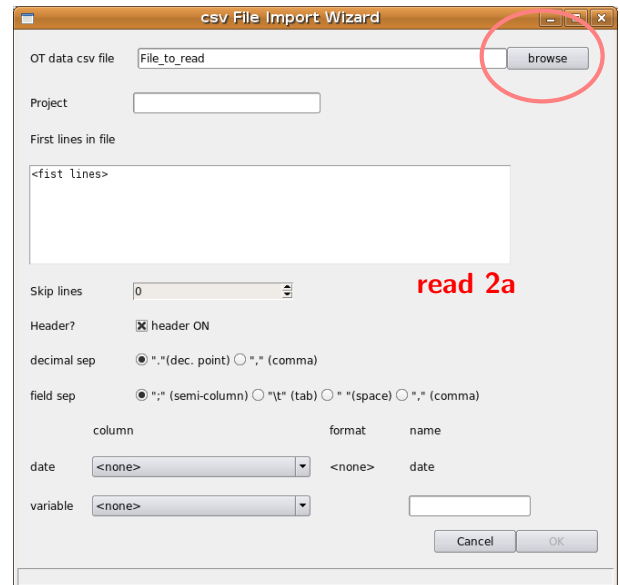 csv File Import Wizard
OT data csv file File_to_read browse
Project
First lines in file
<fist lines>
read 2a
Skip lines 0
Header? header ON
decimal sep "."(dec. point) "," (comma)
field sep ";" (semi-column) "\t" (tab) " "(space) "," (comma)
column format name
date <none> <none> date
variable <none>
Cancel OK